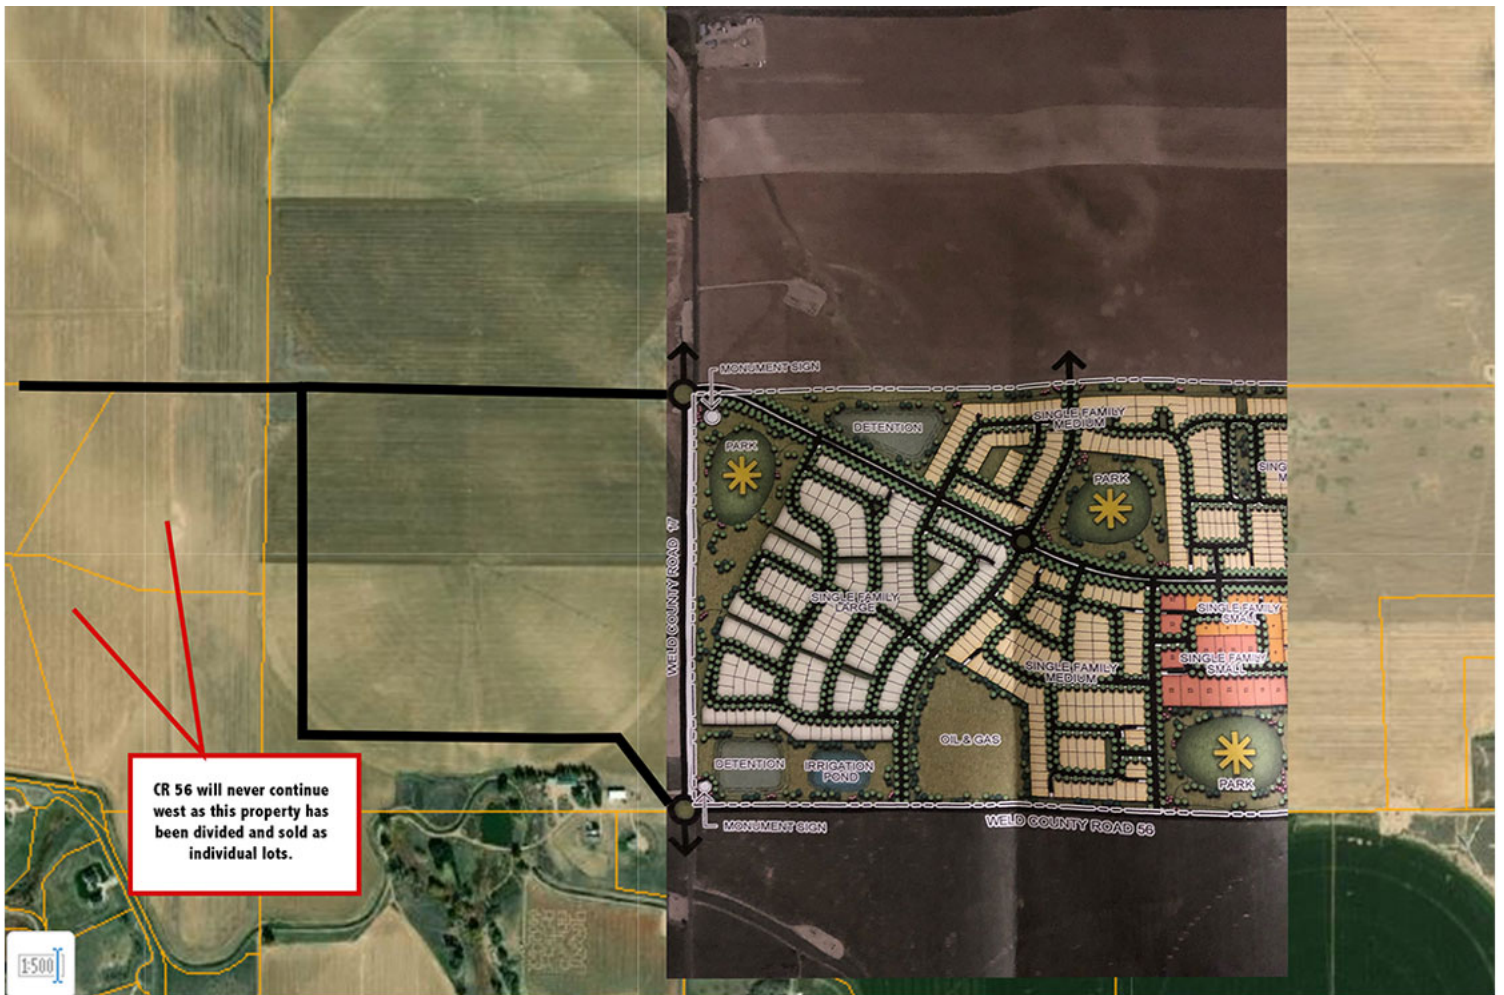 MONUMENT SIGN
DETENTION
SINGLE FAMILY
MEDIUM
PARK
SING
M
PARK
WELD COUNTY ROAD 17
SINGLE FAMILY
LARGE
SINGLE FAMILY
SMALL
SINGLE FAMILY
SMALL
SINGLE FAMILY
MEDIUM
OIL & GAS
DETENTION
IRRIGATION
POND
PARK
MONUMENT SIGN
WELD COUNTY ROAD 56
CR 56 will never continue
west as this property has
been divided and sold as
individual lots.
1:500